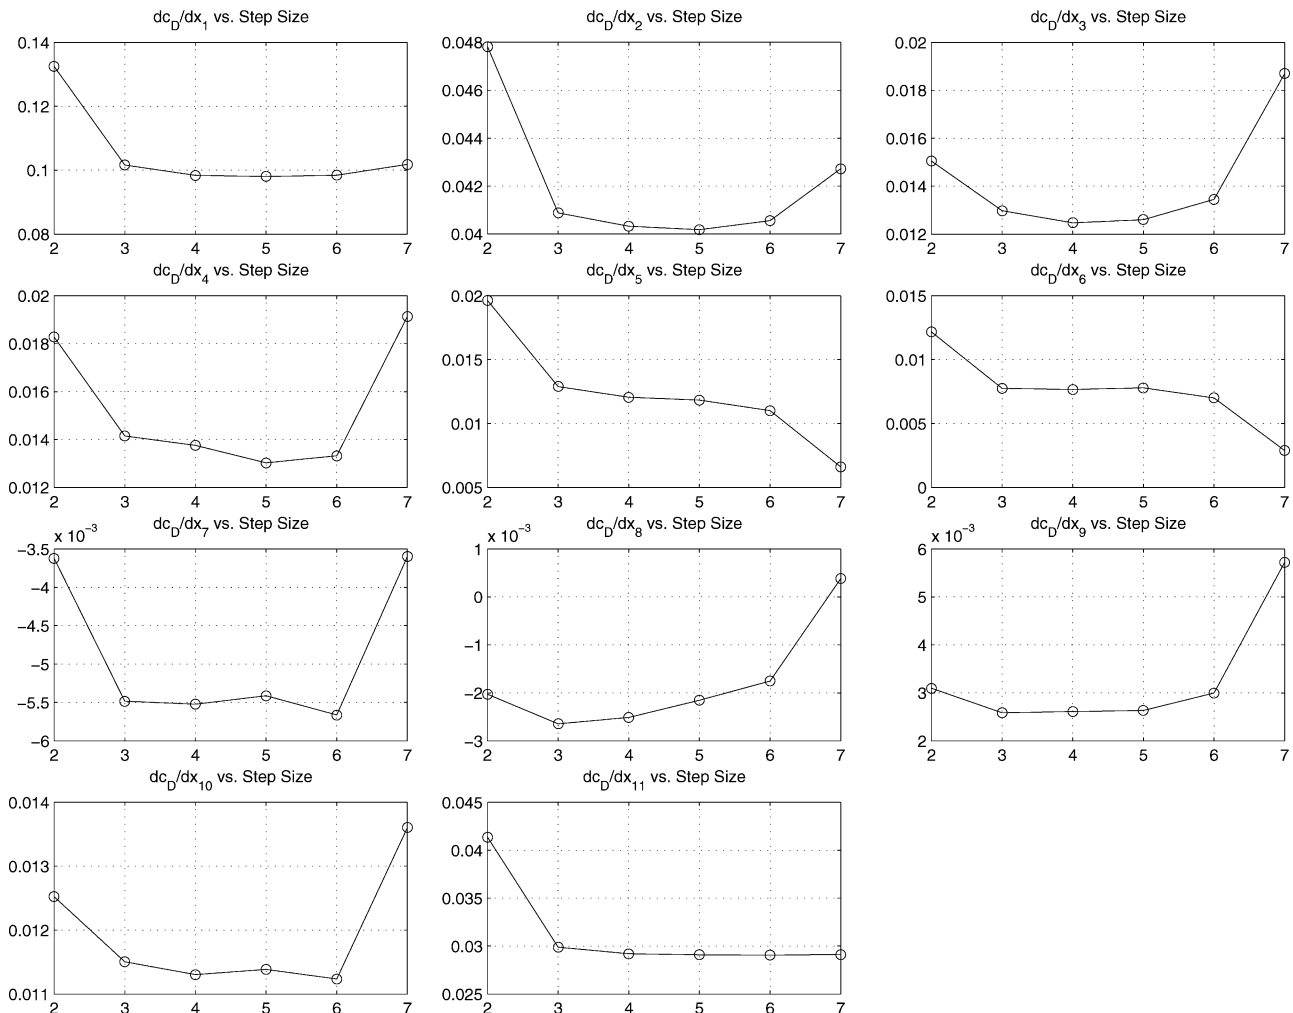 dc_D/dx_1 vs. Step Size
0.14
0.12
0.1
0.08
2 3 4 5 6 7
dc_D/dx_2 vs. Step Size
0.048
0.046
0.044
0.042
0.04
2 3 4 5 6 7
dc_D/dx_3 vs. Step Size
0.02
0.018
0.016
0.014
0.012
2 3 4 5 6 7
dc_D/dx_4 vs. Step Size
0.02
0.018
0.016
0.014
0.012
2 3 4 5 6 7
dc_D/dx_5 vs. Step Size
0.02
0.015
0.01
0.005
2 3 4 5 6 7
dc_D/dx_6 vs. Step Size
0.015
0.01
0.005
0
2 3 4 5 6 7
dc_D/dx_7 vs. Step Size
x 10^−3
−3.5
−4
−4.5
−5
−5.5
−6
2 3 4 5 6 7
dc_D/dx_8 vs. Step Size
x 10^−3
1
0
−1
−2
−3
2 3 4 5 6 7
dc_D/dx_9 vs. Step Size
x 10^−3
6
5
4
3
2
2 3 4 5 6 7
dc_D/dx_10 vs. Step Size
0.014
0.013
0.012
0.011
2 3 4 5 6 7
dc_D/dx_11 vs. Step Size
0.045
0.04
0.035
0.03
0.025
2 3 4 5 6 7